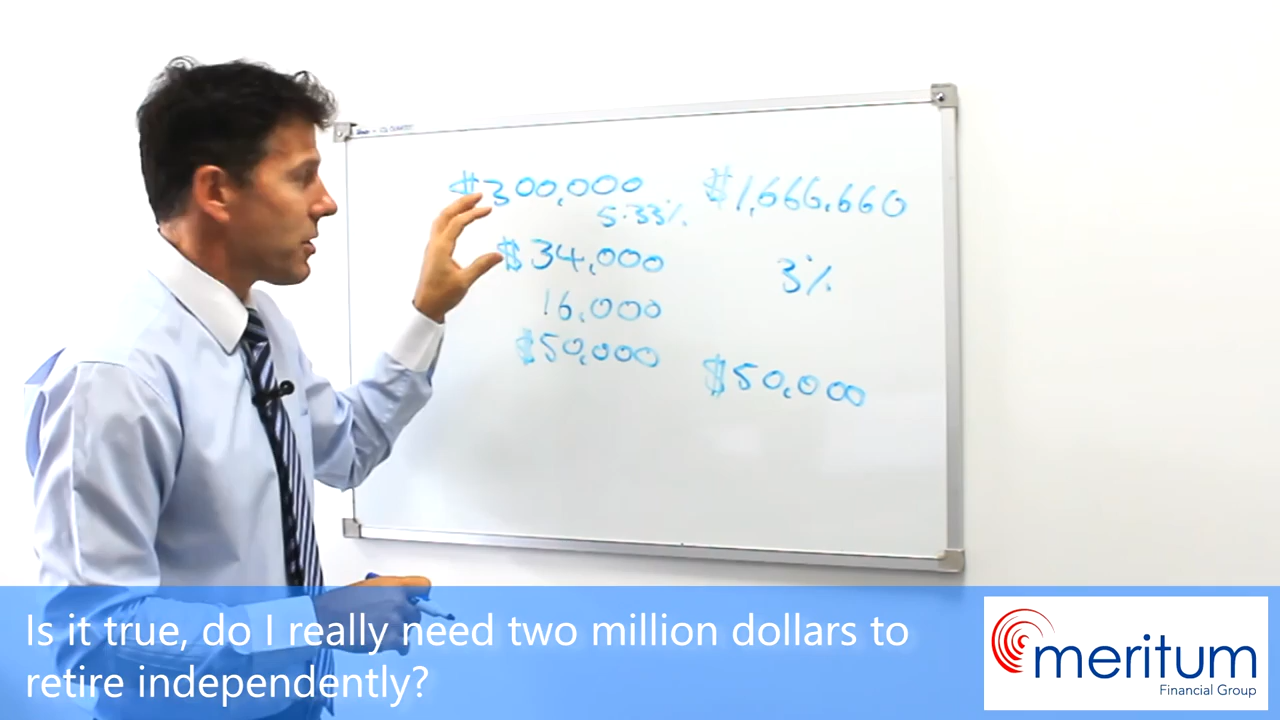 $300,000
5.33%
$34,000
16,000
$50,000
$1,666,660
3%
$50,000
Is it true, do I really need two million dollars to
retire independently?
meritum
Financial Group